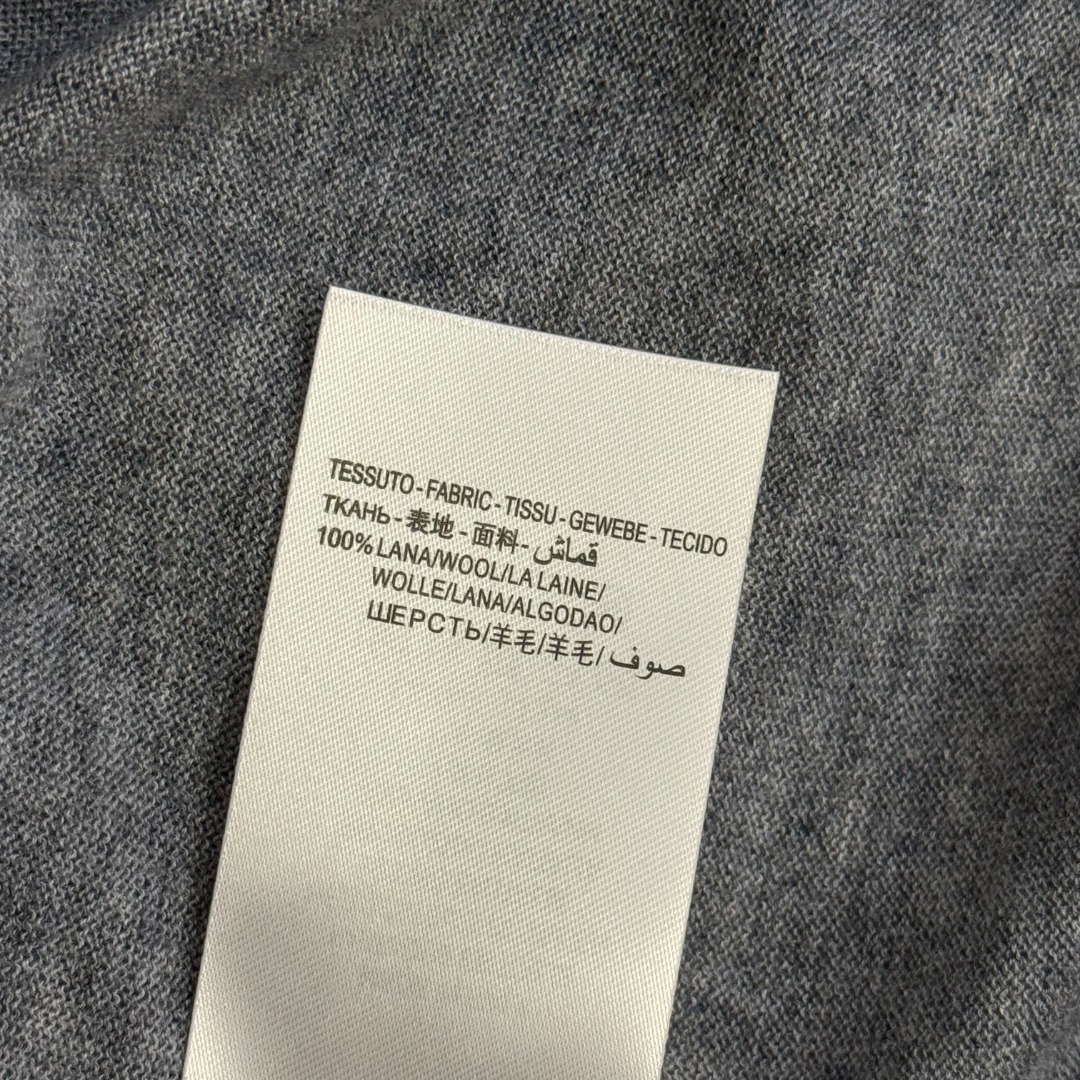 TESSUTO - FABRIC - TISSU - GEWEBE - TECIDO
ТКАНЬ - 表地 - 面料 - قماش
100% LANA/WOOL/LA LAINE/
WOLLE/LANA/ALGODAO/
ШЕРСТЬ/羊毛/羊毛/ صوف